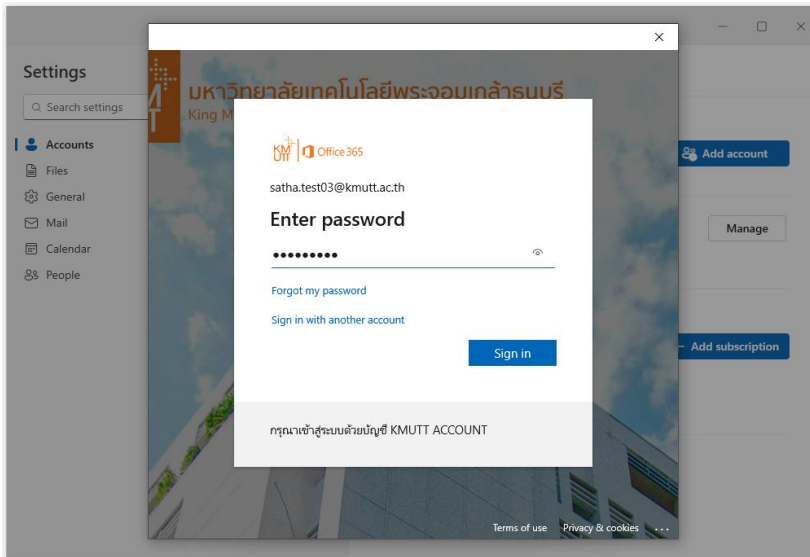 Settings
Search settings
Accounts
Files
General
Mail
Calendar
People
Add account
Manage
Add subscription
มหาวิทยาลัยเทคโนโลยีพระจอมเกล้าธนบุรี
King M
KMUTT Office 365
satha.test03@kmutt.ac.th
Enter password
•••••••••
Forgot my password
Sign in with another account
Sign in
กรุณาเข้าสู่ระบบด้วยบัญชี KMUTT ACCOUNT
Terms of use Privacy & cookies ...